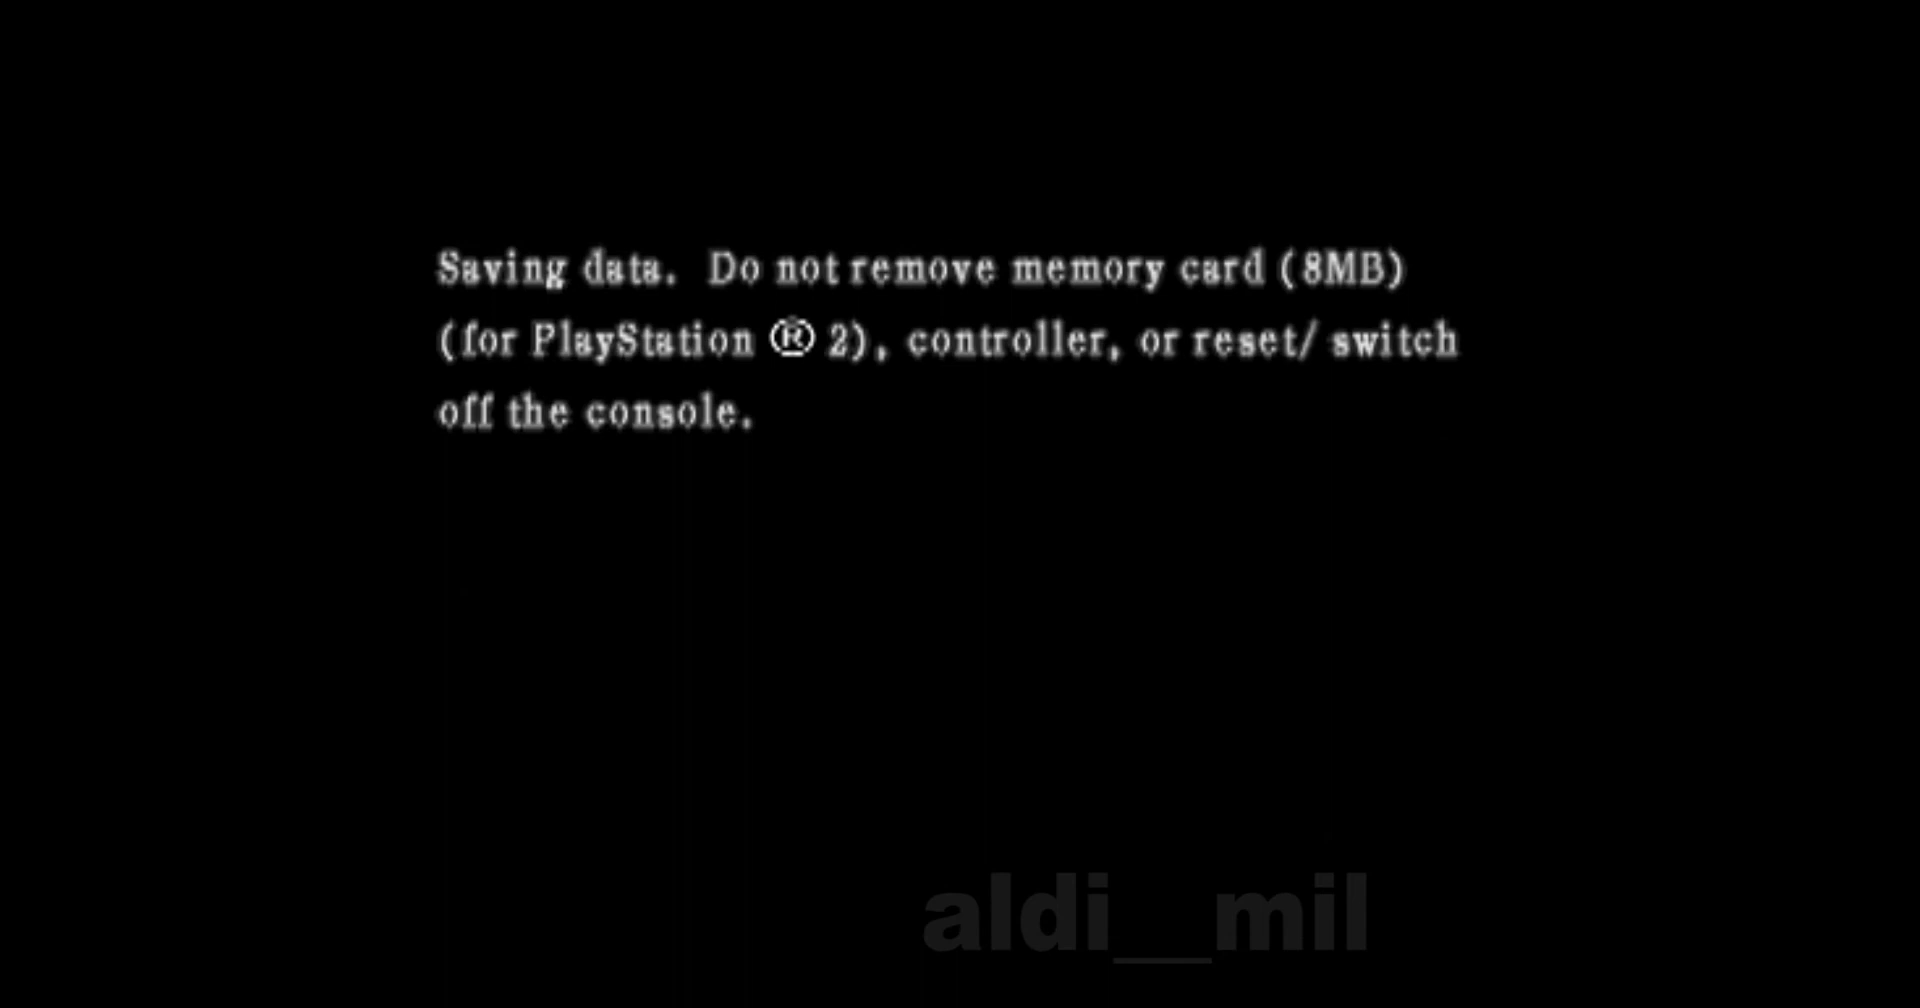 Saving data. Do not remove memory card (8MB)
(for PlayStation ® 2), controller, or reset/ switch
off the console.
aldi__mil